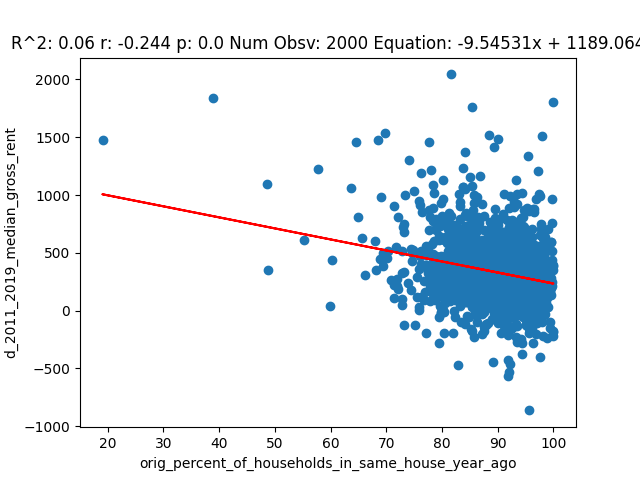 R^2: 0.06 r: -0.244 p: 0.0 Num Obsv: 2000 Equation: -9.54531x + 1189.064
2000
1500
1000
500
0
−500
−1000
d_2011_2019_median_gross_rent
20 30 40 50 60 70 80 90 100
orig_percent_of_households_in_same_house_year_ago